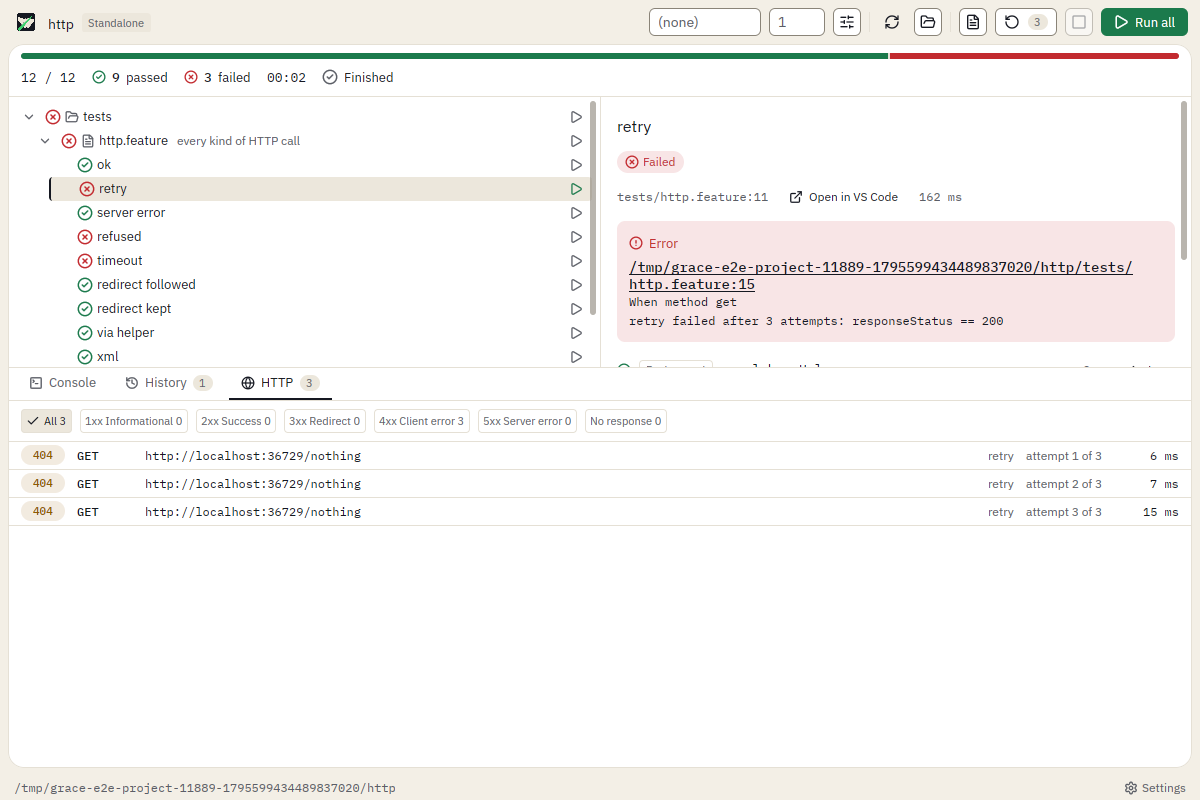 http Standalone (none) 1 3 Run all
12 / 12 9 passed 3 failed 00:02 Finished
tests
http.feature every kind of HTTP call
ok
retry
server error
refused
timeout
redirect followed
redirect kept
via helper
xml
retry
Failed
tests/http.feature:11 Open in VS Code 162 ms
Error
/tmp/grace-e2e-project-11889-1795599434489837020/http/tests/
http.feature:15
When method get
retry failed after 3 attempts: responseStatus == 200
Console History 1 HTTP 3
All 3 1xx Informational 0 2xx Success 0 3xx Redirect 0 4xx Client error 3 5xx Server error 0 No response 0
404 GET http://localhost:36729/nothing retry attempt 1 of 3 6 ms
404 GET http://localhost:36729/nothing retry attempt 2 of 3 7 ms
404 GET http://localhost:36729/nothing retry attempt 3 of 3 15 ms
/tmp/grace-e2e-project-11889-1795599434489837020/http Settings